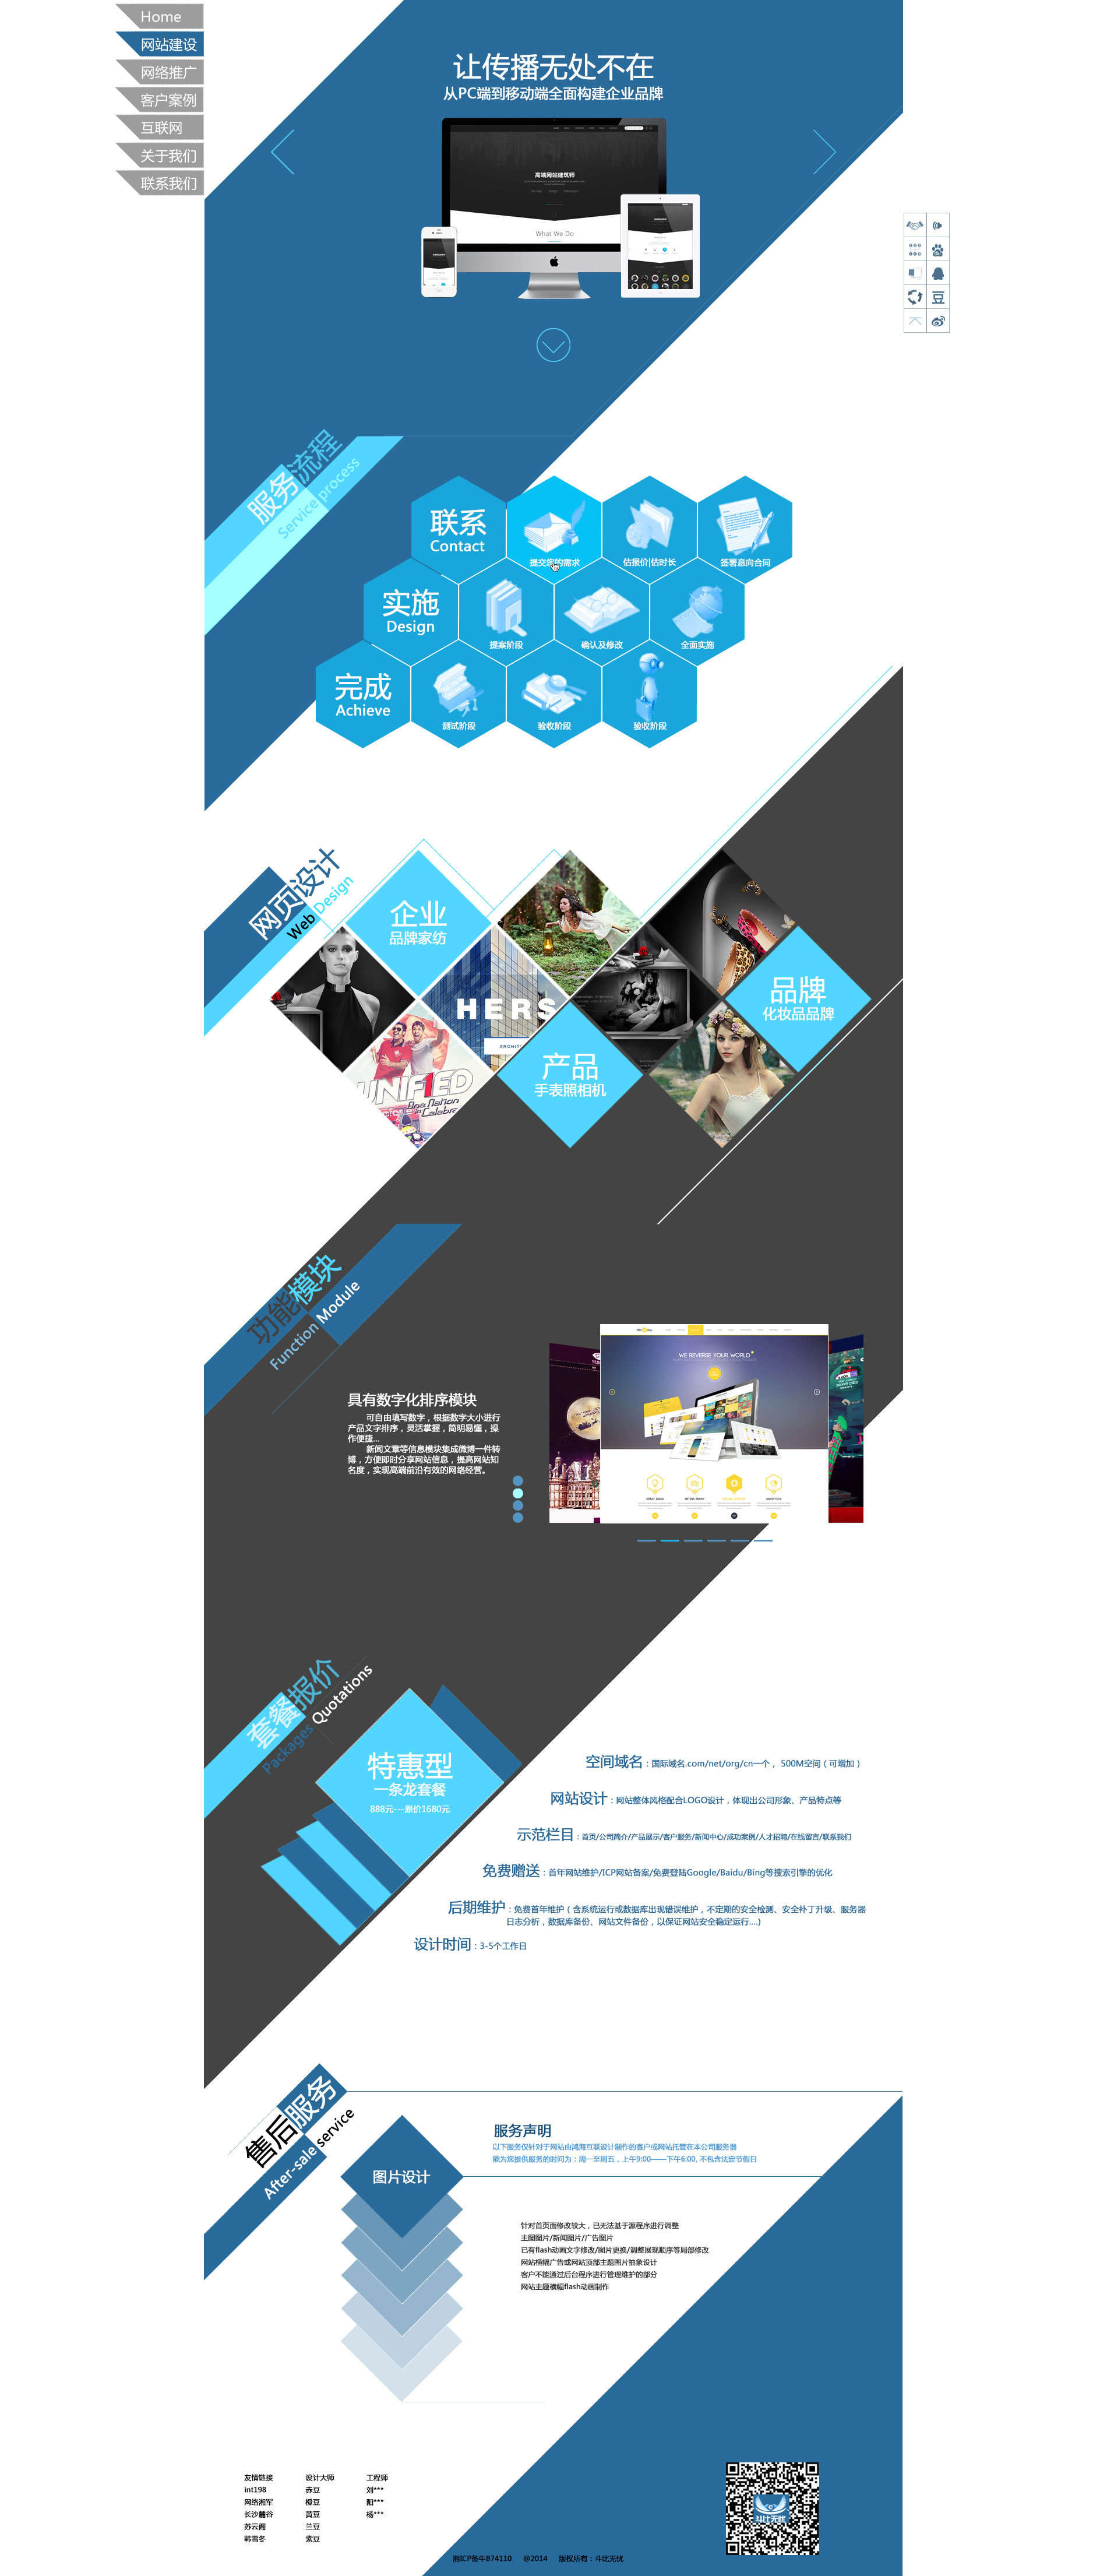 Home
网站建设
网络推广
客户案例
互联网
关于我们
联系我们
让传播无处不在
从PC端到移动端全面构建企业品牌
高端网站建筑师
What We Do
服务流程
Service process
联系
Contact
提交您的需求
估报价|估时长
签署意向合同
实施
Design
提案阶段
确认及修改
全面实施
完成
Achieve
测试阶段
验收阶段
验收阶段
网页设计
Web Design
企业
品牌家纺
HERS
品牌
化妆品品牌
产品
手表照相机
UNIFIED
One Nation
功能模块
Function Module
具有数字化排序模块
可自由填写数字，根据数字大小进行
产品文字排序，灵活掌握，简明易懂，操
作便捷...
新闻文章等信息模块集成微博一件转
博，方便即时分享网站信息，提高网站知
名度，实现高端前沿有效的网络经营。
WE REVERSE YOUR WORLD
套餐报价
Packages Quotations
特惠型
一条龙套餐
888元---原价1680元
空间域名：国际域名.com/net/org/cn一个， 500M空间（可增加）
网站设计：网站整体风格配合LOGO设计，体现出公司形象、产品特点等
示范栏目：首页/公司简介/产品展示/客户服务/新闻中心/成功案例/人才招聘/在线留言/联系我们
免费赠送：首年网站维护/ICP网站备案/免费登陆Google/Baidu/Bing等搜索引擎的优化
后期维护：免费首年维护（含系统运行或数据库出现错误维护，不定期的安全检测、安全补丁升级、服务器
日志分析，数据库备份、网站文件备份，以保证网站安全稳定运行....)
设计时间：3-5个工作日
售后服务
After-sale service
服务声明
以下服务仅针对于网站由鸿海互联设计制作的客户或网站托管在本公司服务器
能为您提供服务的时间为：周一至周五，上午9:00——下午6:00, 不包含法定节假日
图片设计
针对首页面修改较大，已无法基于源程序进行调整
主图图片/新闻图片/广告图片
已有flash动画文字修改/图片更换/调整展现顺序等局部修改
网站横幅广告或网站顶部主题图片抽象设计
客户不能通过后台程序进行管理维护的部分
网站主题横幅flash动画制作
友情链接 设计大师 工程师
int198 赤豆 刘***
网络湘军 橙豆 阳***
长沙麓谷 黄豆 杨***
苏云阁 兰豆
韩雪冬 紫豆
斗比无忧
湘ICP备牛B74110 @2014 版权所有：斗比无忧